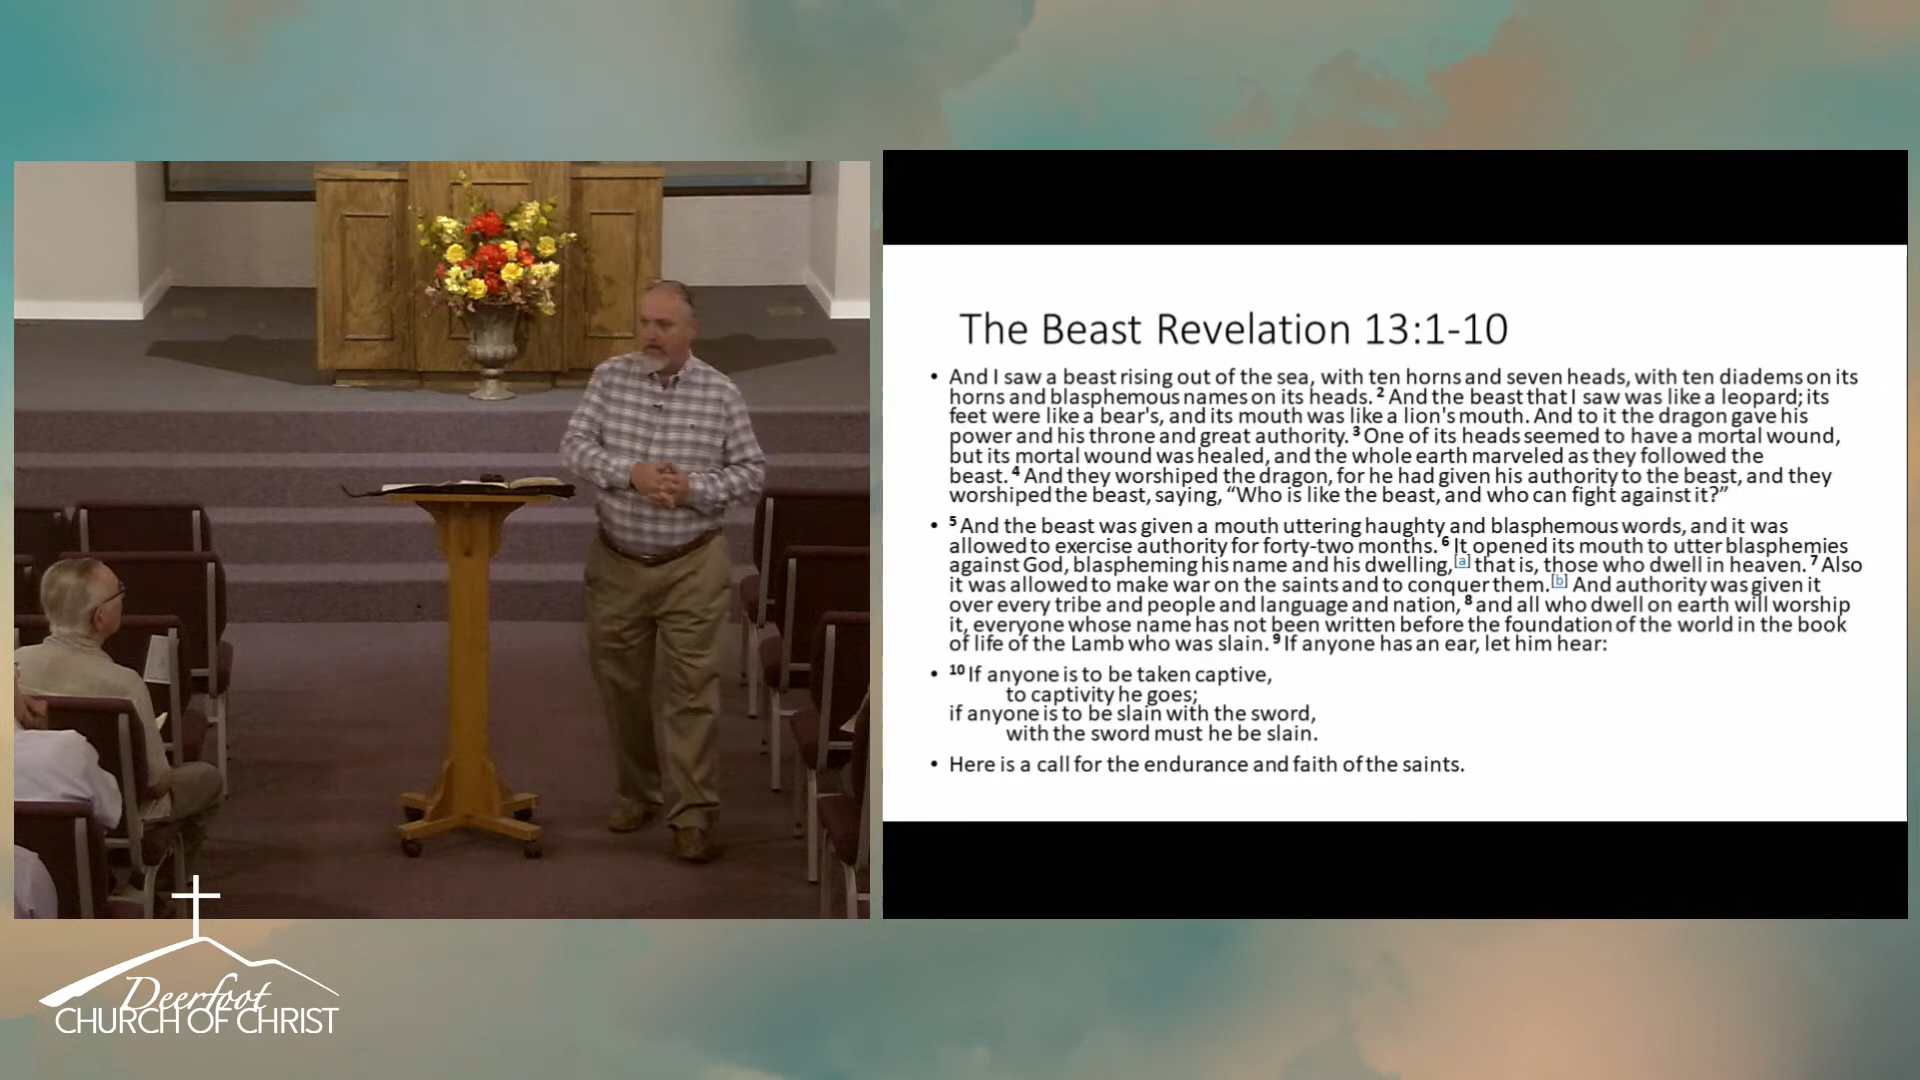 The Beast Revelation 13:1-10
• And I saw a beast rising out of the sea, with ten horns and seven heads, with ten diadems on its
horns and blasphemous names on its heads. 2 And the beast that I saw was like a leopard; its
feet were like a bear's, and its mouth was like a lion's mouth. And to it the dragon gave his
power and his throne and great authority. 3 One of its heads seemed to have a mortal wound,
but its mortal wound was healed, and the whole earth marveled as they followed the
beast. 4 And they worshiped the dragon, for he had given his authority to the beast, and they
worshiped the beast, saying, “Who is like the beast, and who can fight against it?”
• 5 And the beast was given a mouth uttering haughty and blasphemous words, and it was
allowed to exercise authority for forty-two months. 6 It opened its mouth to utter blasphemies
against God, blaspheming his name and his dwelling,[a] that is, those who dwell in heaven. 7 Also
it was allowed to make war on the saints and to conquer them.[b] And authority was given it
over every tribe and people and language and nation, 8 and all who dwell on earth will worship
it, everyone whose name has not been written before the foundation of the world in the book
of life of the Lamb who was slain. 9 If anyone has an ear, let him hear:
• 10 If anyone is to be taken captive,
to captivity he goes;
if anyone is to be slain with the sword,
with the sword must he be slain.
• Here is a call for the endurance and faith of the saints.
Deerfoot
CHURCH OF CHRIST